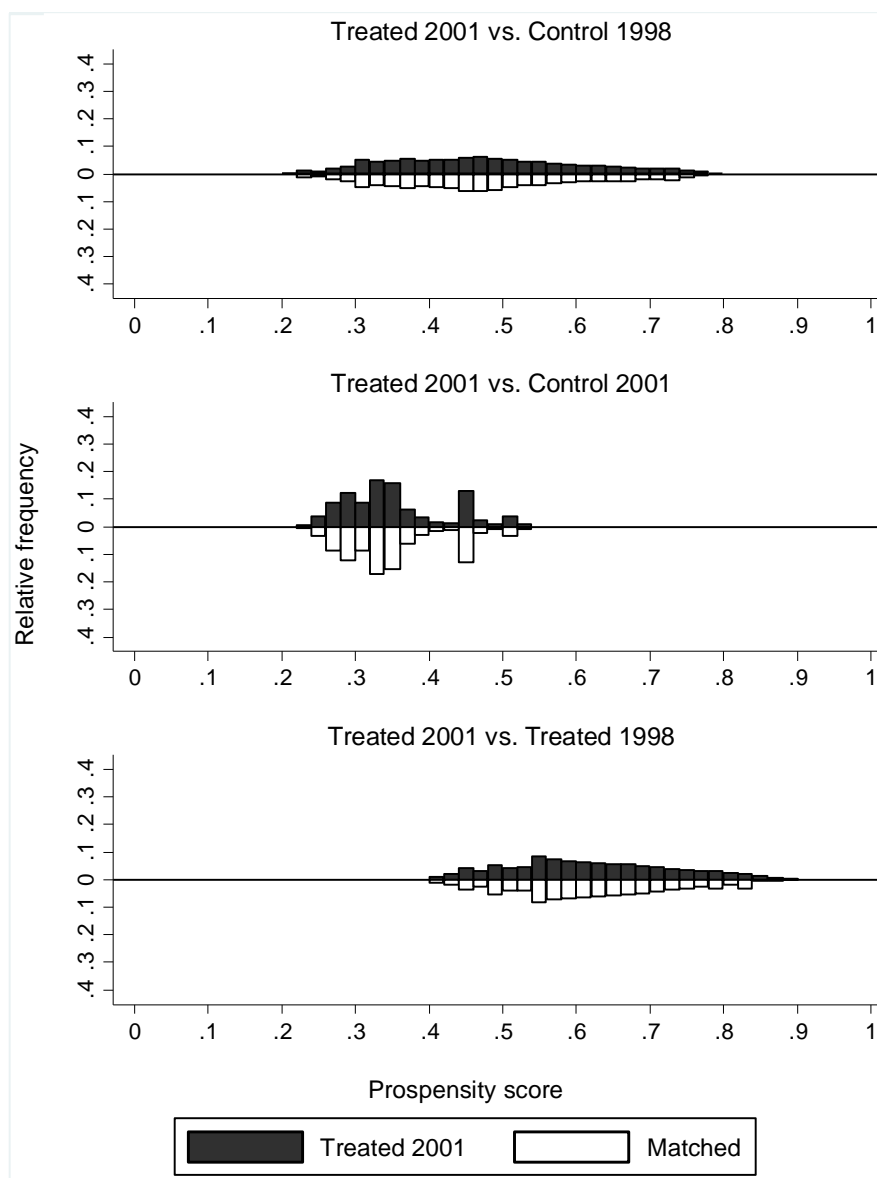 Treated 2001 vs. Control 1998
.4 .3 .2 .1 0 .1 .2 .3 .4
0 .1 .2 .3 .4 .5 .6 .7 .8 .9 1
Treated 2001 vs. Control 2001
Relative frequency
.4 .3 .2 .1 0 .1 .2 .3 .4
0 .1 .2 .3 .4 .5 .6 .7 .8 .9 1
Treated 2001 vs. Treated 1998
.4 .3 .2 .1 0 .1 .2 .3 .4
0 .1 .2 .3 .4 .5 .6 .7 .8 .9 1
Prospensity score
Treated 2001 Matched